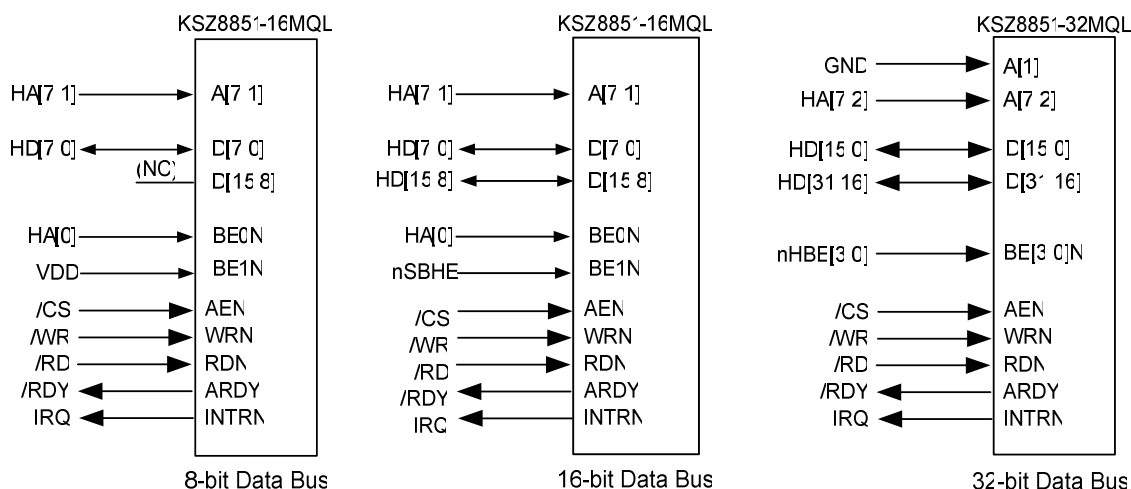 KSZ8851-16MQL
HA[7 1] A[7 1]
HD[7 0] D[7 0]
(NC) D[15 8]
HA[0] BE0N
VDD BE1N
/CS AEN
/WR WRN
/RD RDN
/RDY ARDY
IRQ INTRN
8-bit Data Bus
KSZ8851-16MQL
HA[7 1] A[7 1]
HD[7 0] D[7 0]
HD[15 8] D[15 8]
HA[0] BE0N
nSBHE BE1N
/CS AEN
/WR WRN
/RD RDN
/RDY ARDY
IRQ INTRN
16-bit Data Bus
KSZ8851-32MQL
GND A[1]
HA[7 2] A[7 2]
HD[15 0] D[15 0]
HD[31 16] D[31 16]
nHBE[3 0] BE[3 0]N
/CS AEN
/WR WRN
/RD RDN
/RDY ARDY
IRQ INTRN
32-bit Data Bus